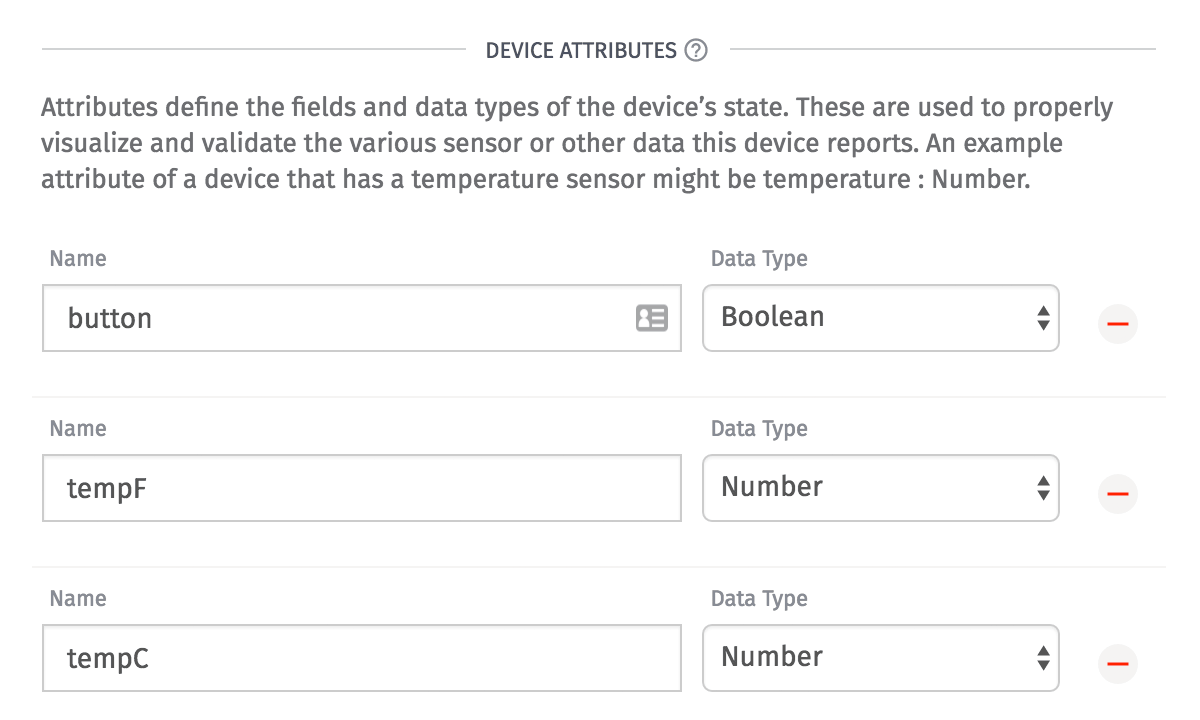 DEVICE ATTRIBUTES ?
Attributes define the fields and data types of the device’s state. These are used to properly
visualize and validate the various sensor or other data this device reports. An example
attribute of a device that has a temperature sensor might be temperature : Number.
Name Data Type
button Boolean
Name Data Type
tempF Number
Name Data Type
tempC Number